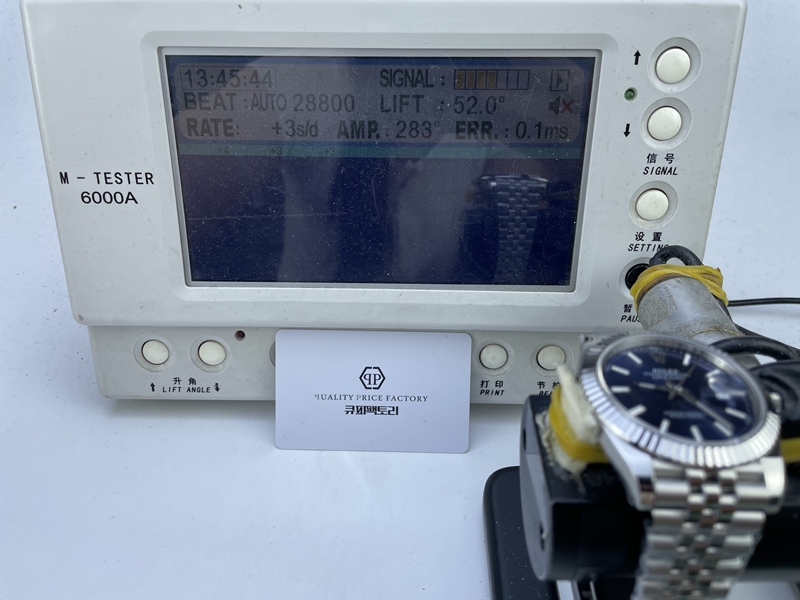 13:45:44 SIGNAL :
BEAT : AUTO 28800 LIFT : 52.0°
RATE: +3s/d AMP. : 283° ERR. : 0.1ms
M - TESTER
6000A
信号
SIGNAL
设置
SETTING
升角
LIFT ANGLE
打印
PRINT
QUALITY PRICE FACTORY
큐피팩토리
ROLEX